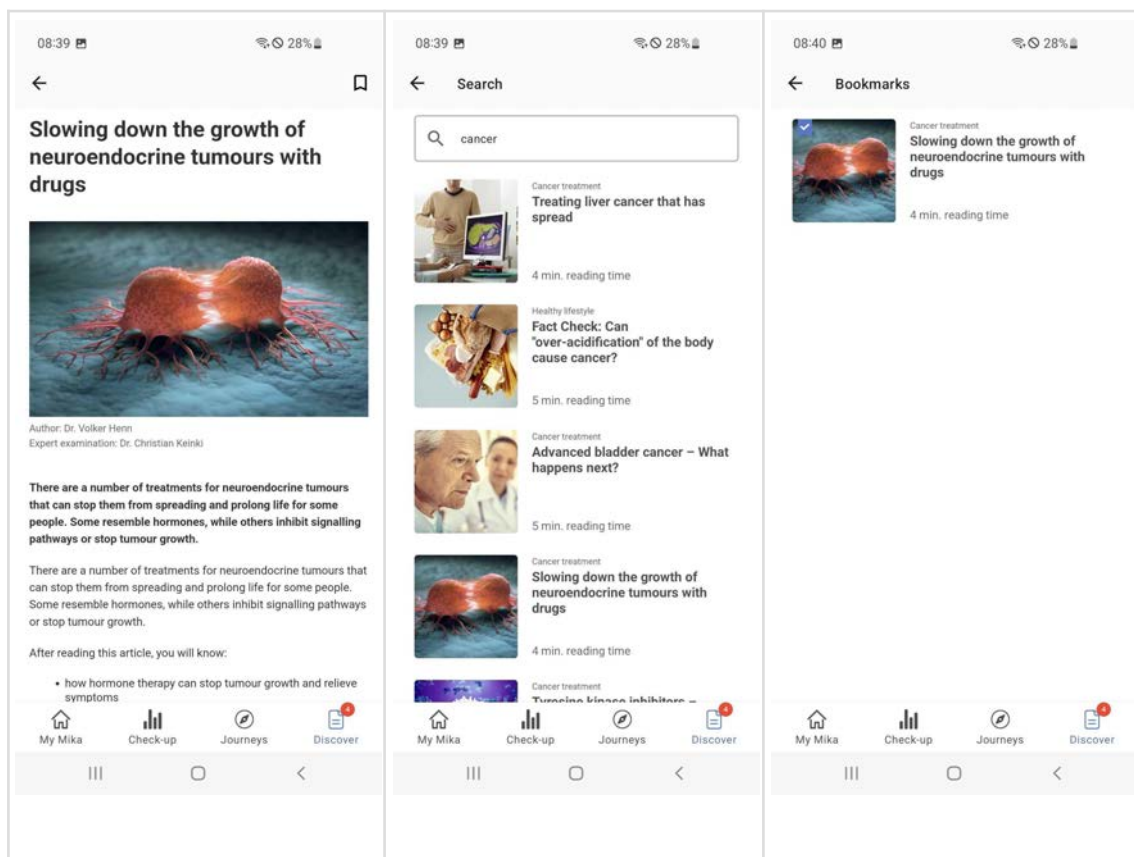 08:39
28%
Slowing down the growth of
neuroendocrine tumours with
drugs
Author: Dr. Volker Henn
Expert examination: Dr. Christian Keinki
There are a number of treatments for neuroendocrine tumours
that can stop them from spreading and prolong life for some
people. Some resemble hormones, while others inhibit signalling
pathways or stop tumour growth.
There are a number of treatments for neuroendocrine tumours that
can stop them from spreading and prolong life for some people.
Some resemble hormones, while others inhibit signalling pathways
or stop tumour growth.
After reading this article, you will know:
• how hormone therapy can stop tumour growth and relieve
symptoms
My Mika
Check-up
Journeys
4
Discover
08:39
28%
Search
cancer
Cancer treatment
Treating liver cancer that has
spread
4 min. reading time
Healthy lifestyle
Fact Check: Can
"over-acidification" of the body
cause cancer?
5 min. reading time
Cancer treatment
Advanced bladder cancer – What
happens next?
5 min. reading time
Cancer treatment
Slowing down the growth of
neuroendocrine tumours with
drugs
4 min. reading time
Cancer treatment
Tyrosine kinase inhibitors –
My Mika
Check-up
Journeys
4
Discover
08:40
28%
Bookmarks
Cancer treatment
Slowing down the growth of
neuroendocrine tumours with
drugs
4 min. reading time
My Mika
Check-up
Journeys
4
Discover